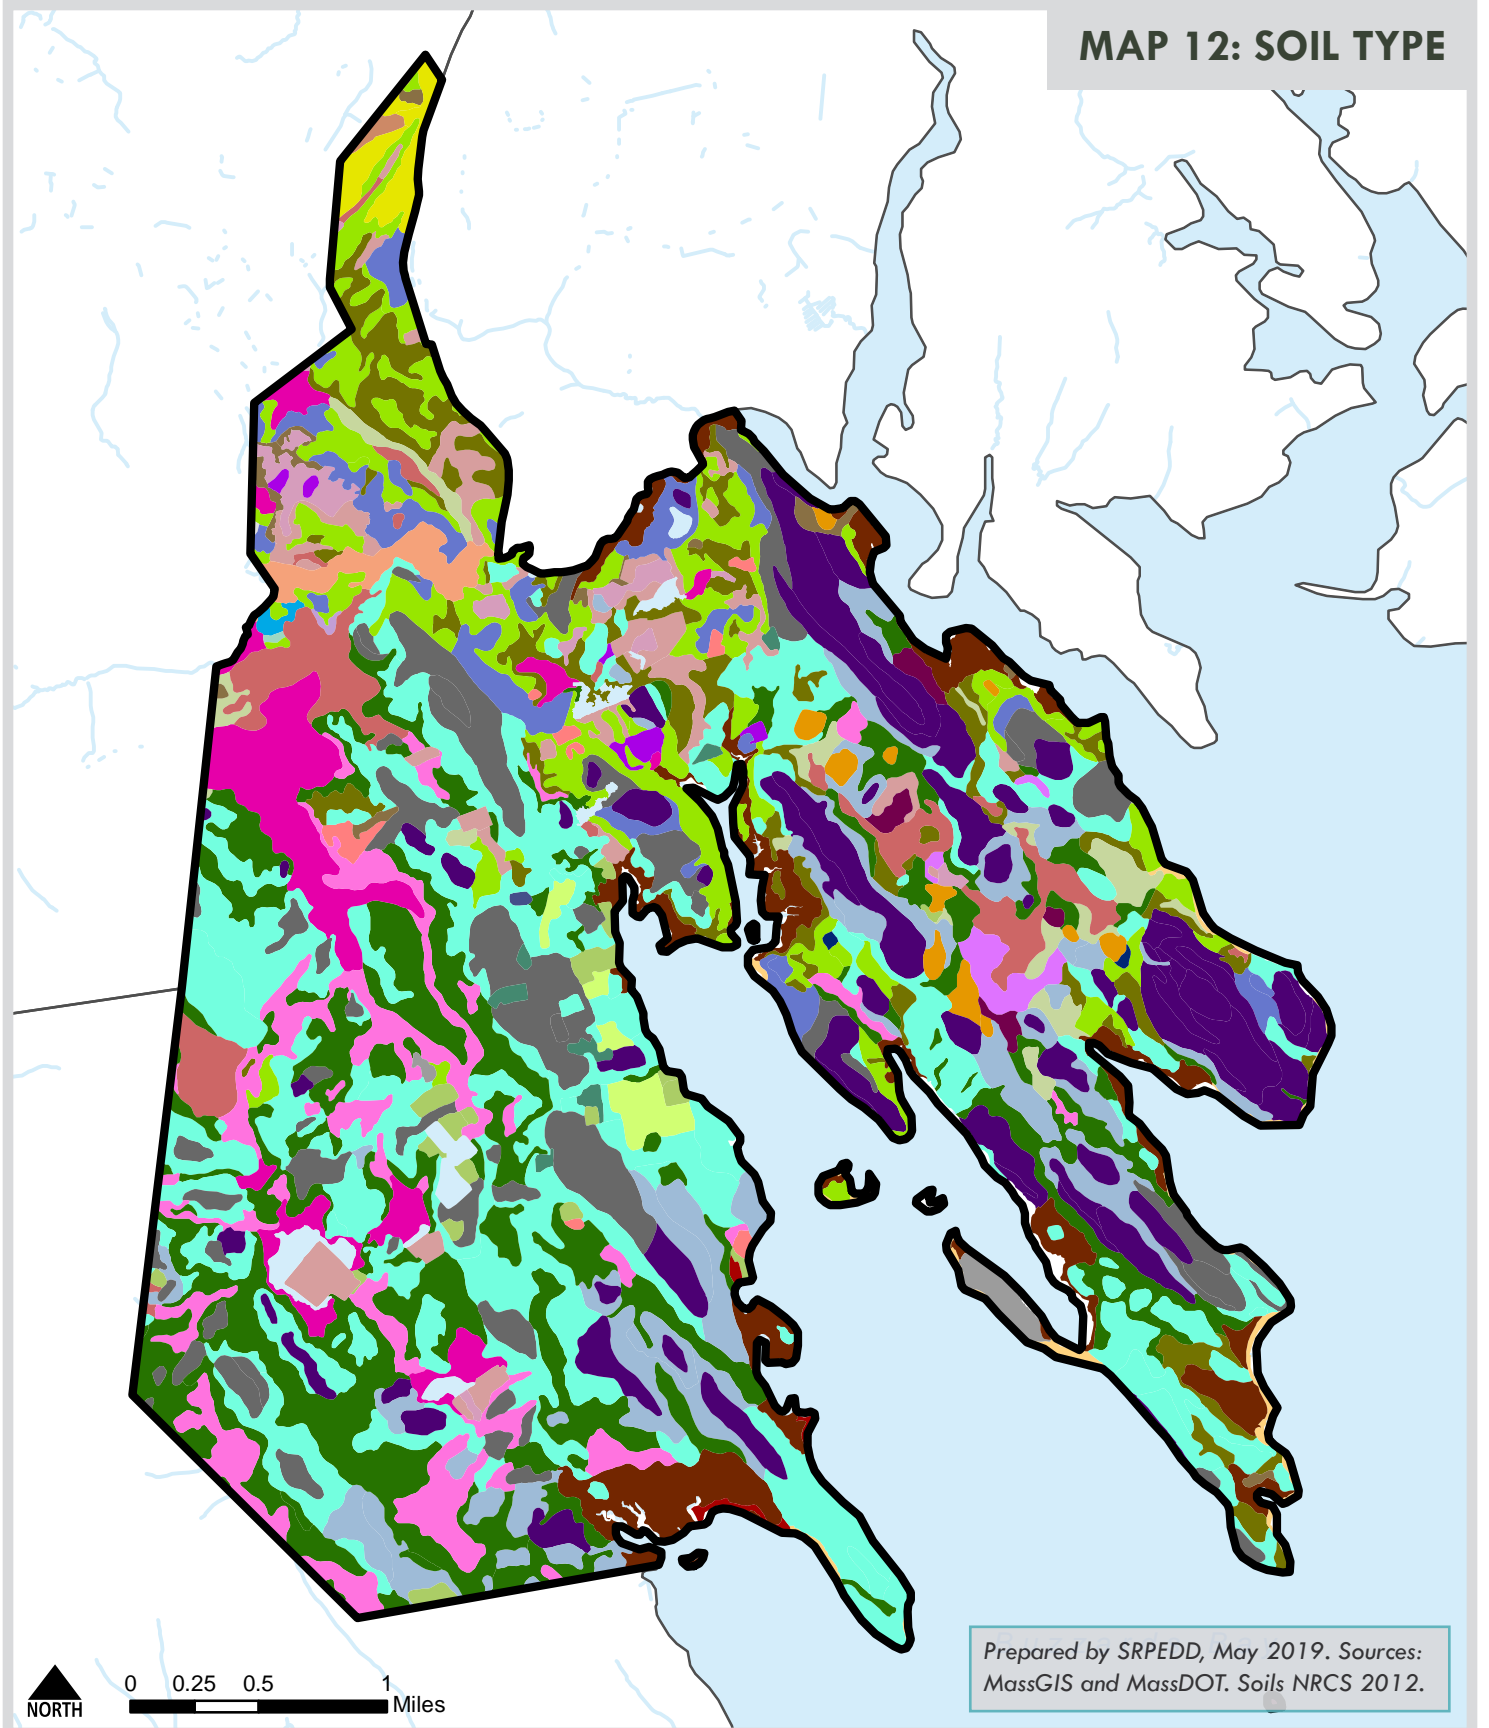 MAP 12: SOIL TYPE
Prepared by SRPEDD, May 2019. Sources:
MassGIS and MassDOT. Soils NRCS 2012.
NORTH
0 0.25 0.5 1
Miles